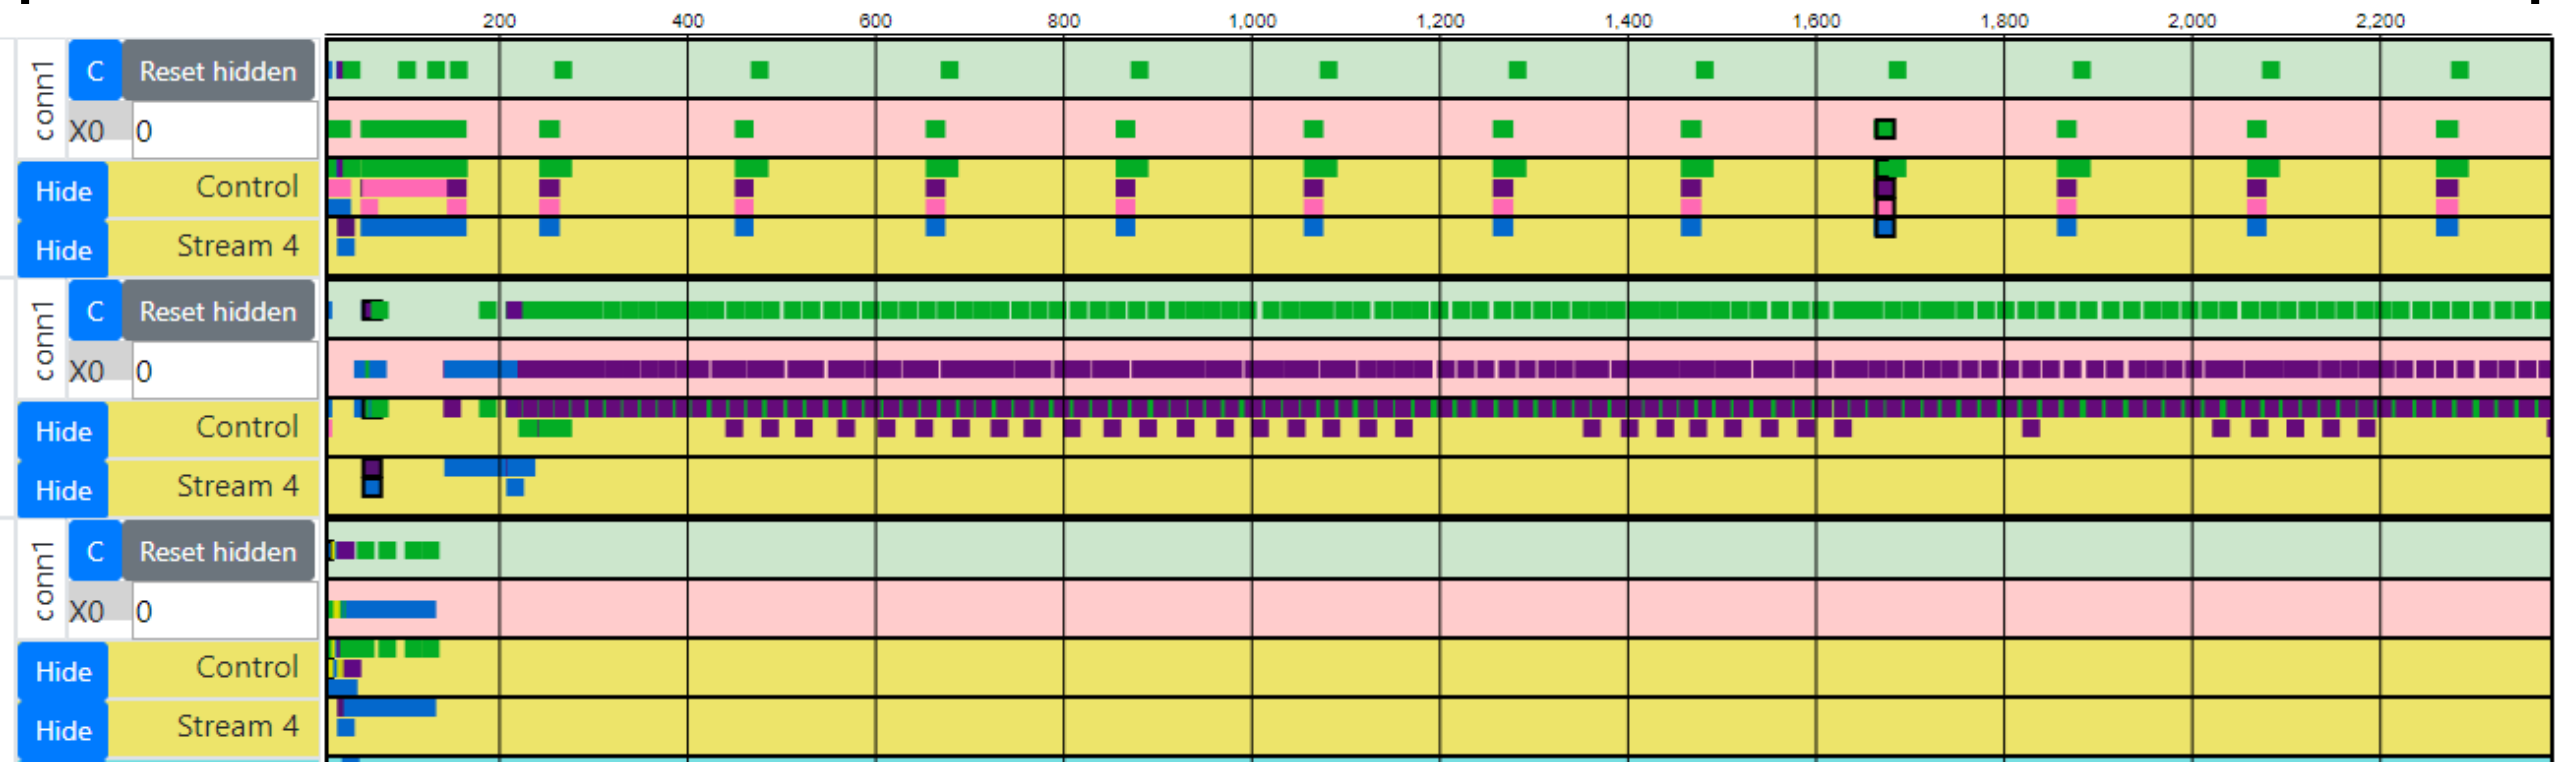 200 400 600 800 1,000 1,200 1,400 1,600 1,800 2,000 2,200
conn1 C Reset hidden
X0 0
Hide Control
Hide Stream 4
conn1 C Reset hidden
X0 0
Hide Control
Hide Stream 4
conn1 C Reset hidden
X0 0
Hide Control
Hide Stream 4